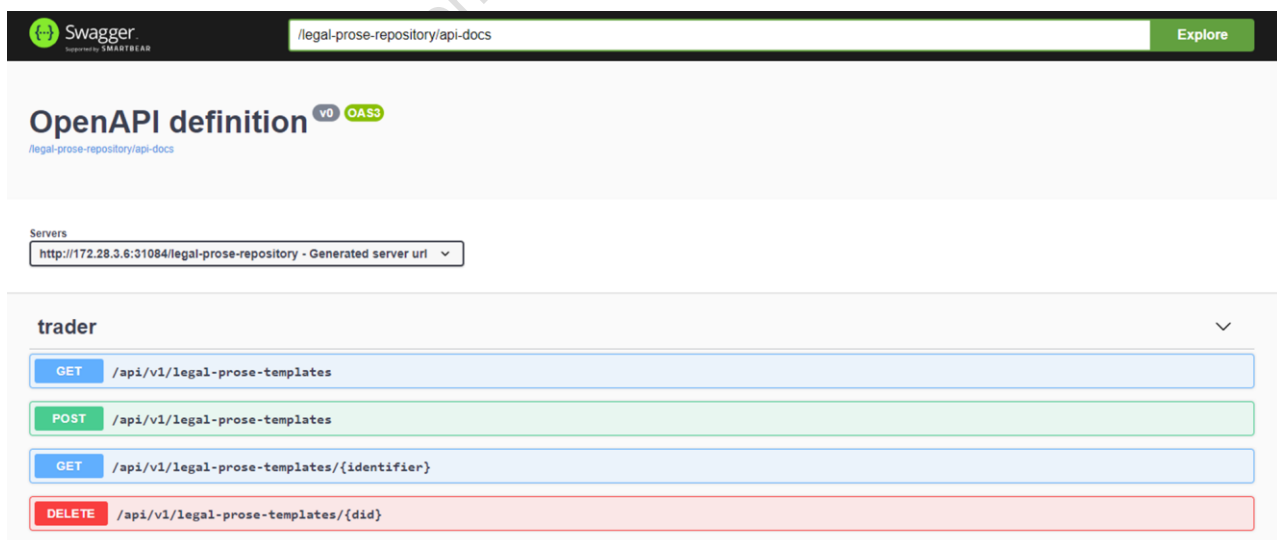 Swagger.
Supported by SMARTBEAR
/legal-prose-repository/api-docs
Explore
OpenAPI definition v0 OAS3
/legal-prose-repository/api-docs
Servers
http://172.28.3.6:31084/legal-prose-repository - Generated server url
trader
GET /api/v1/legal-prose-templates
POST /api/v1/legal-prose-templates
GET /api/v1/legal-prose-templates/{identifier}
DELETE /api/v1/legal-prose-templates/{did}